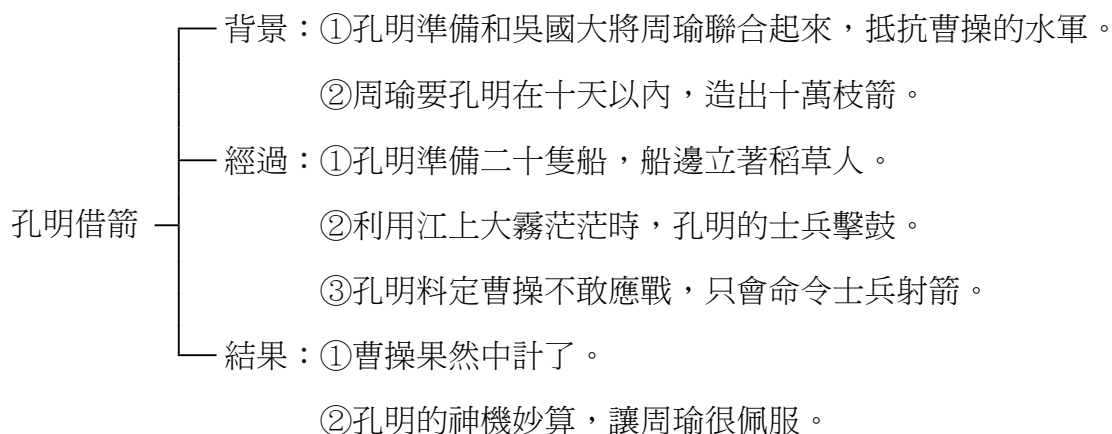 背景：①孔明準備和吳國大將周瑜聯合起來，抵抗曹操的水軍。
②周瑜要孔明在十天以內，造出十萬枝箭。
經過：①孔明準備二十隻船，船邊立著稻草人。
孔明借箭
②利用江上大霧茫茫時，孔明的士兵擊鼓。
③孔明料定曹操不敢應戰，只會命令士兵射箭。
結果：①曹操果然中計了。
②孔明的神機妙算，讓周瑜很佩服。